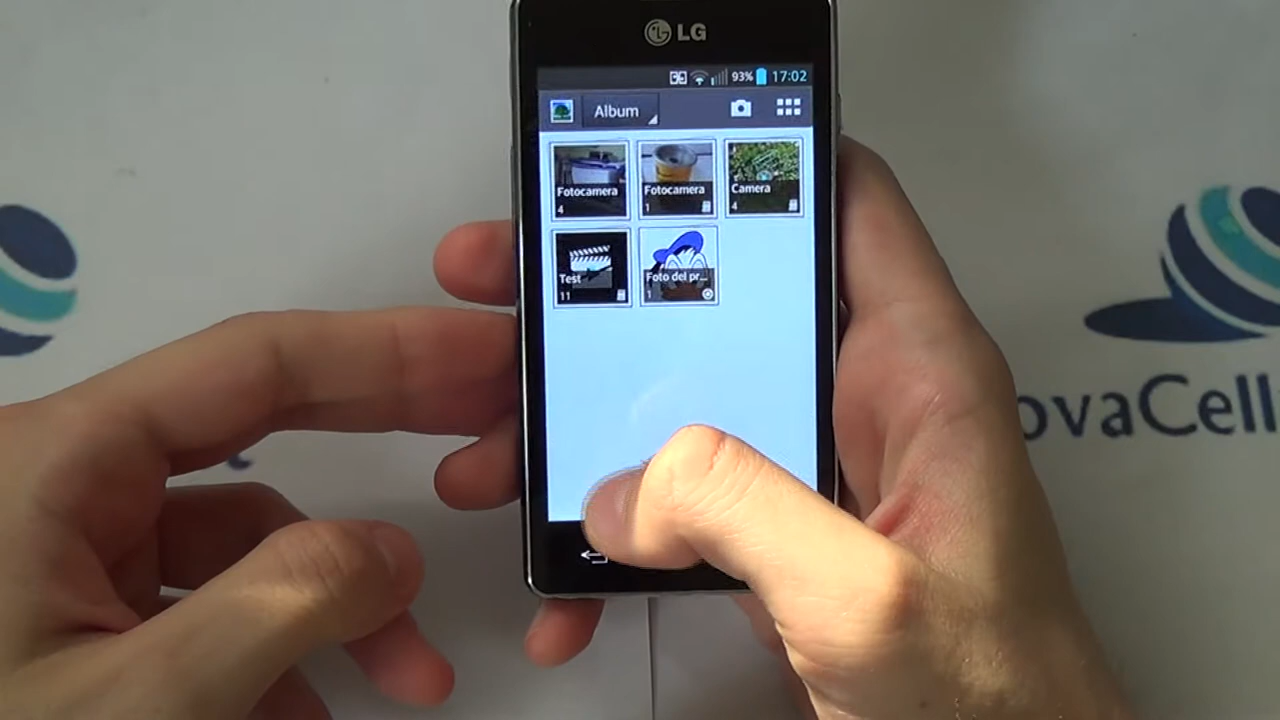 LG
93% 17:02
Album
Fotocamera
4
Fotocamera
1
Camera
4
Test
11
Foto del pr...
1
ovaCell